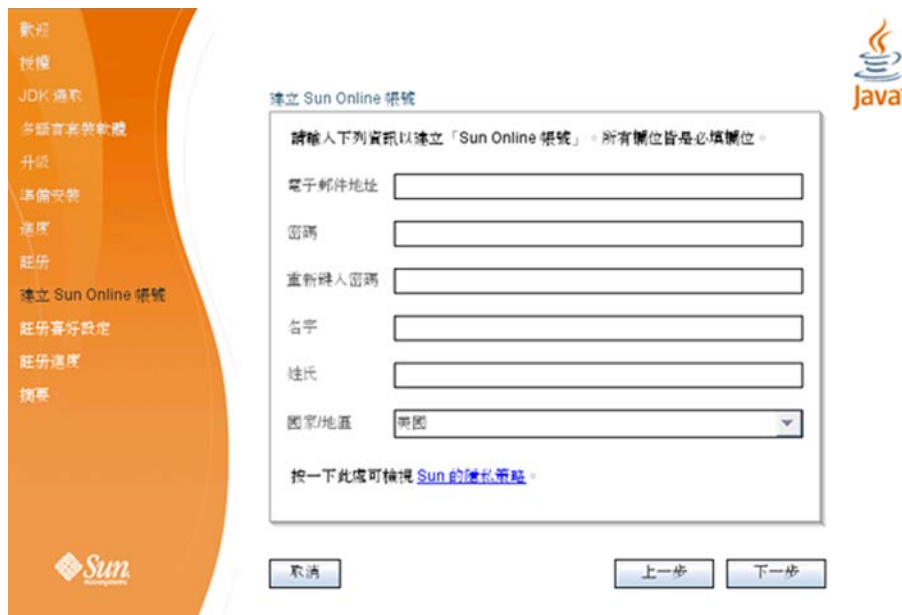 歡迎
授權
JDK 選取
多語言套裝軟體
升級
準備安裝
進度
註册
建立 Sun Online 帳號
註册喜好設定
註册進度
摘要
Sun
microsystems
Java
建立 Sun Online 帳號
請輸入下列資訊以建立「Sun Online 帳號」。所有欄位皆是必填欄位。
電子郵件地址
密碼
重新鍵入密碼
名字
姓氏
國家/地區 美國
按一下此處可檢視 Sun 的隱私策略。
取消 上一步 下一步